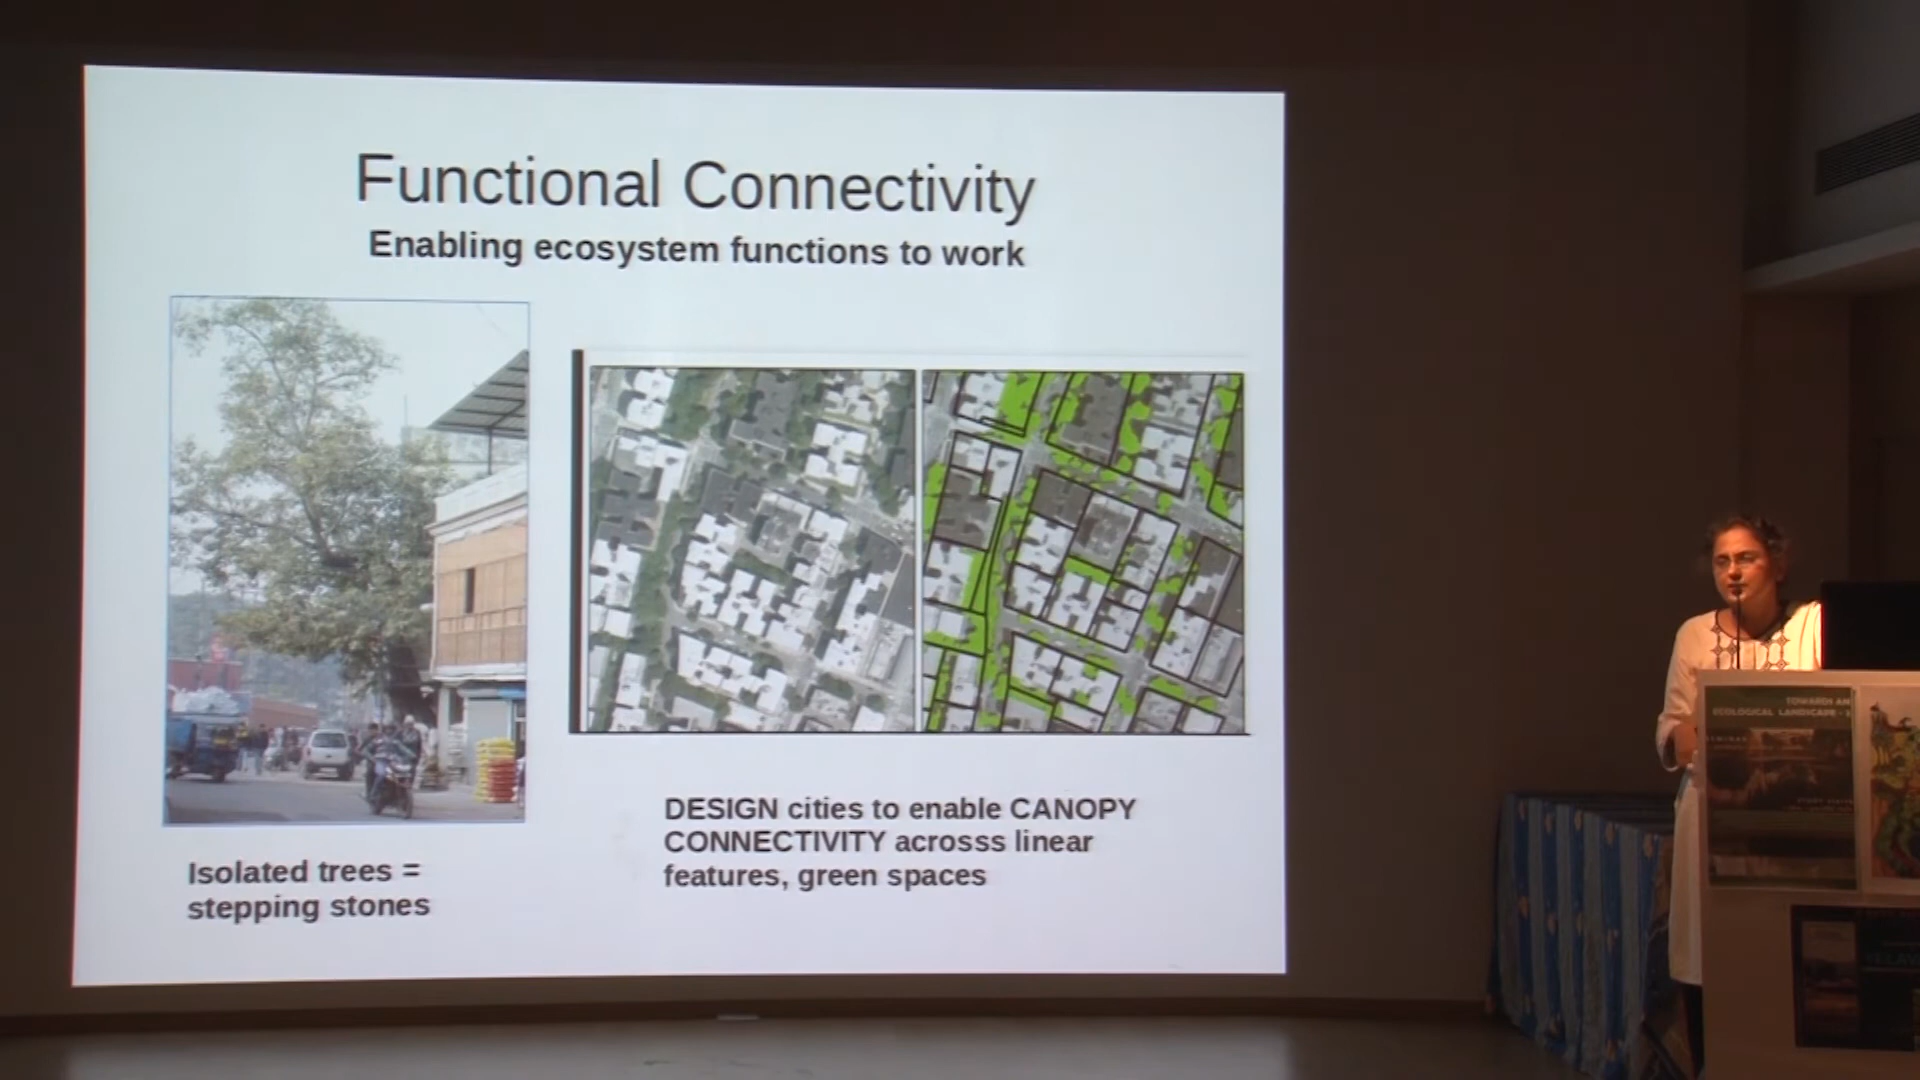 Functional Connectivity
Enabling ecosystem functions to work
Isolated trees =
stepping stones
DESIGN cities to enable CANOPY
CONNECTIVITY acrosss linear
features, green spaces
TOWARDS AN
ECOLOGICAL LANDSCAPE